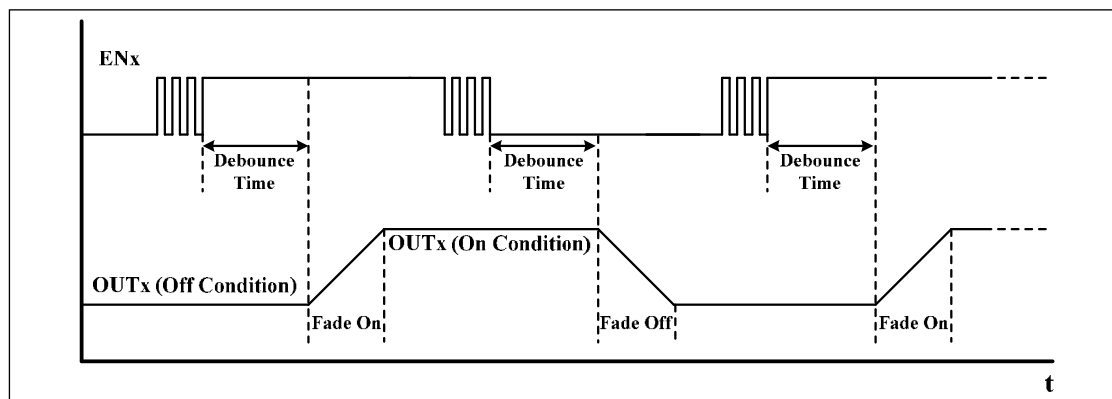 ENx
Debounce
Time
Debounce
Time
Debounce
Time
OUTx (On Condition)
OUTx (Off Condition)
Fade On
Fade Off
Fade On
t